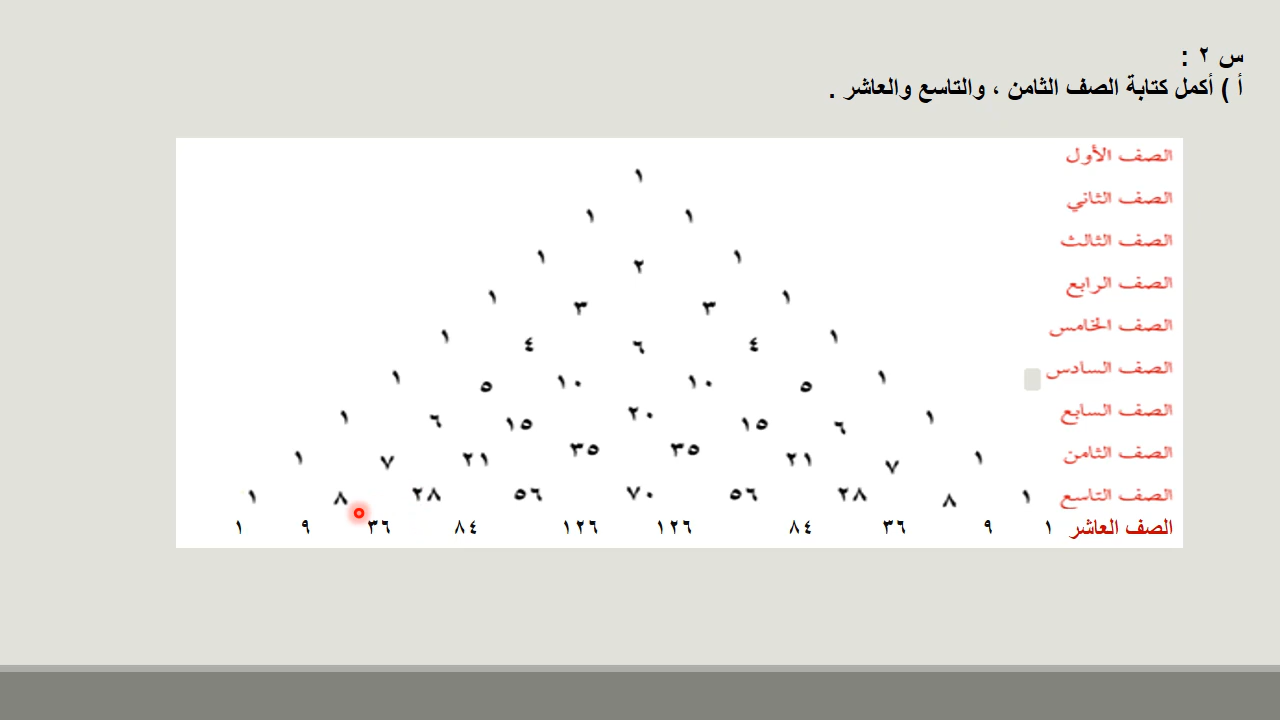 س ٢ :
أ ) أكمل كتابة الصف الثامن ، والتاسع والعاشر .
الصف الأول
١
الصف الثاني
١ ١
الصف الثالث
١ ٢ ١
الصف الرابع
١ ٣ ٣ ١
الصف الخامس
١ ٤ ٦ ٤ ١
الصف السادس
١ ٥ ١٠ ١٠ ٥ ١
الصف السابع
١ ٦ ١٥ ٢٠ ١٥ ٦ ١
الصف الثامن
١ ٧ ٢١ ٣٥ ٣٥ ٢١ ٧ ١
الصف التاسع
١ ٨ ٢٨ ٥٦ ٧٠ ٥٦ ٢٨ ٨ ١
الصف العاشر
١ ٩ ٣٦ ٨٤ ١٢٦ ١٢٦ ٨٤ ٣٦ ٩ ١